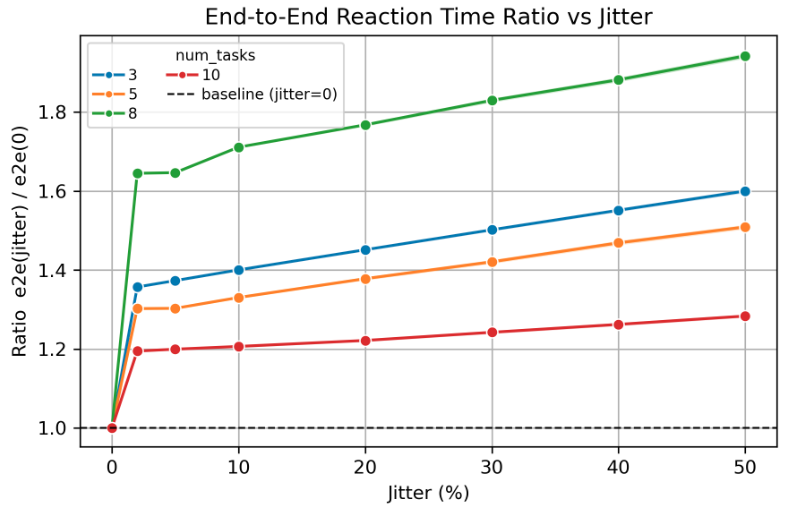 End-to-End Reaction Time Ratio vs Jitter
num_tasks
3
5
8
10
baseline (jitter=0)
Ratio e2e(jitter) / e2e(0)
1.8
1.6
1.4
1.2
1.0
0 10 20 30 40 50
Jitter (%)